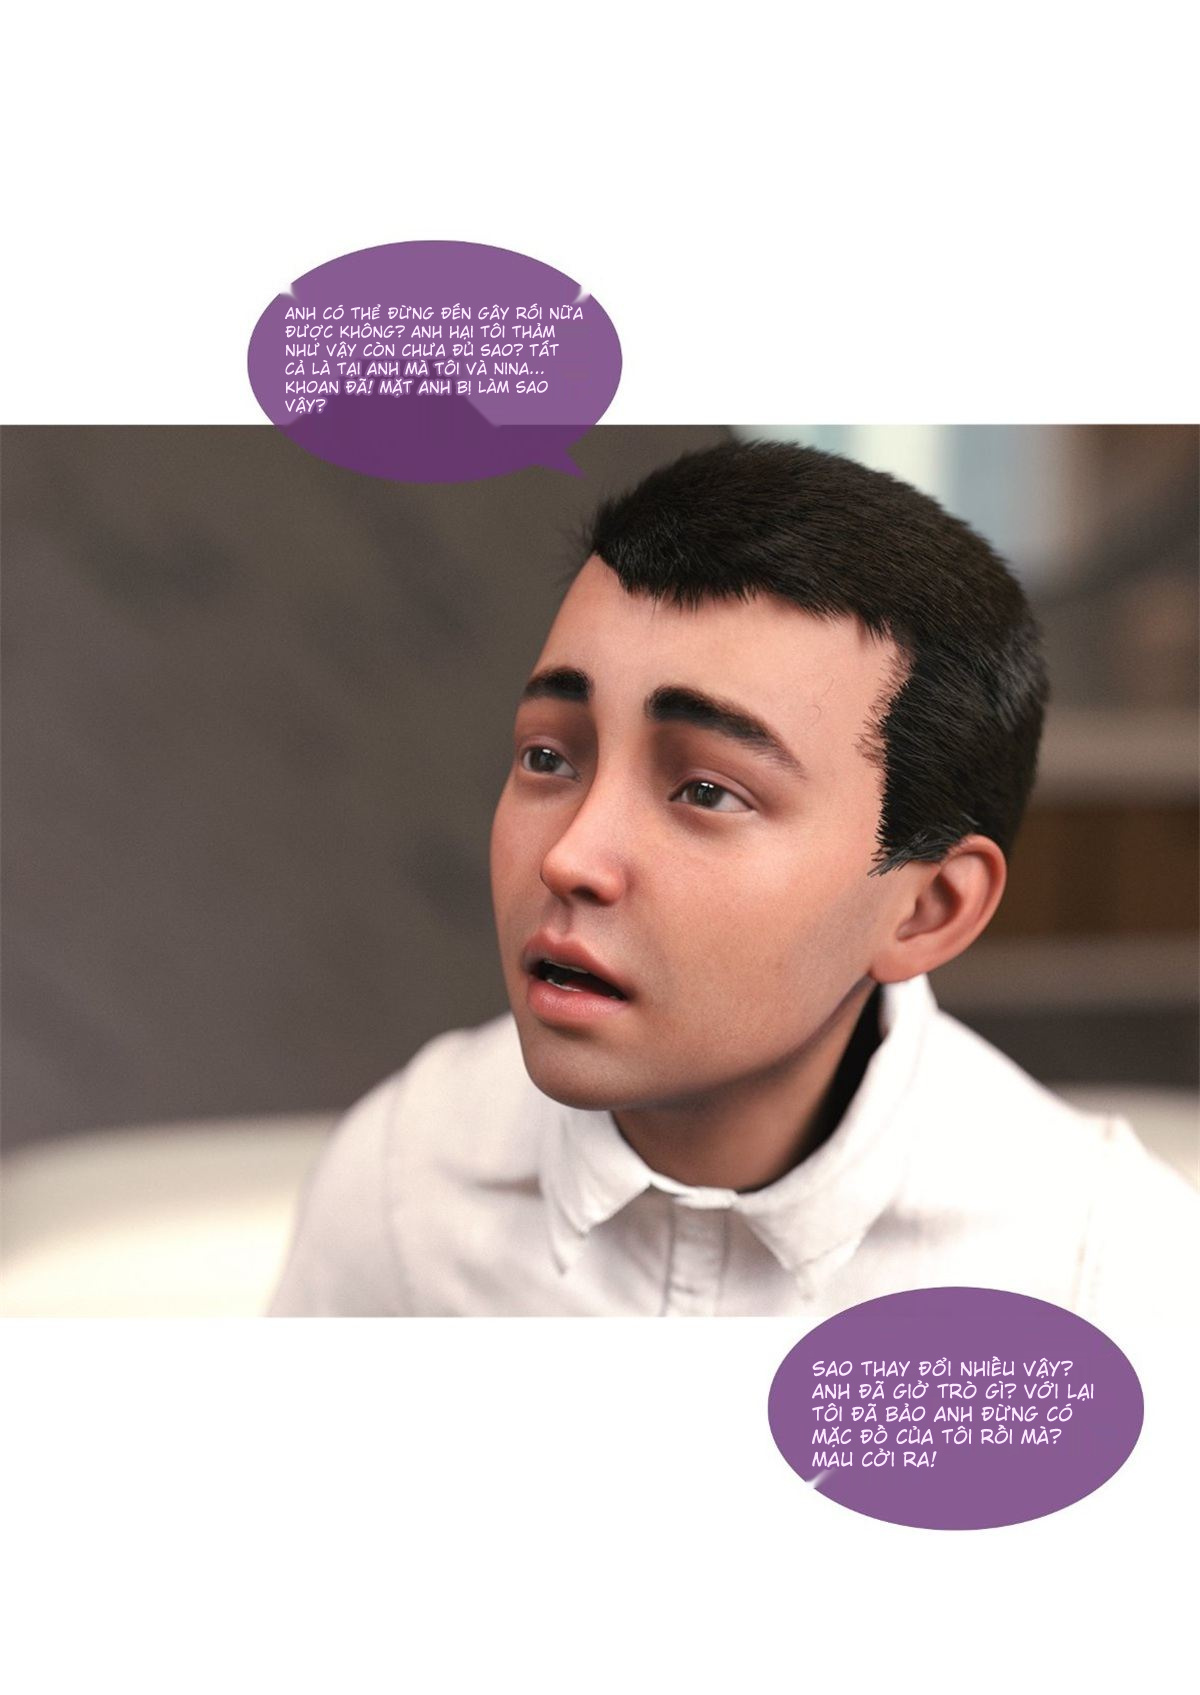 ANH CÓ THỂ ĐỪNG ĐẾN GÂY RỐI NỮA
ĐƯỢC KHÔNG? ANH HẠI TÔI THẢM
NHƯ VẬY CÒN CHƯA ĐỦ SAO? TẤT
CẢ LÀ TẠI ANH MÀ TÔI VÀ NINA...
KHOAN ĐÃ! MẶT ANH BỊ LÀM SAO
VẬY?
SAO THAY ĐỔI NHIỀU VẬY?
ANH ĐÃ GIỞ TRÒ GÌ? VỚI LẠI
TÔI ĐÃ BẢO ANH ĐỪNG CÓ
MẶC ĐỒ CỦA TÔI RỒI MÀ?
MAU CỞI RA!